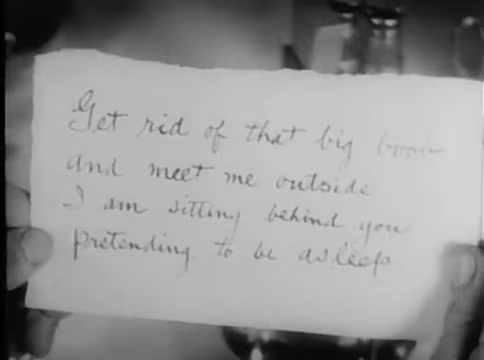 Get rid of that big
and meet me outside
I am sitting behind you
pretending to be asleep